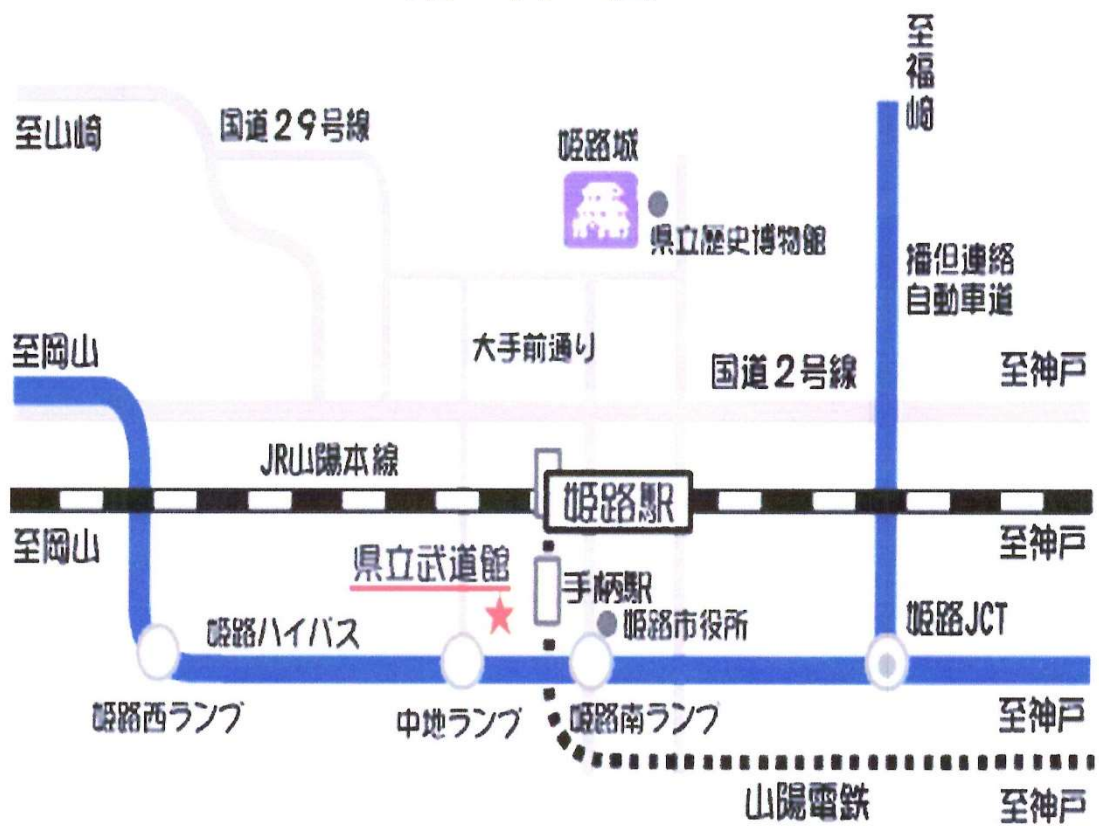 至福崎
至山崎
国道29号線
姫路城
県立歴史博物館
播但連絡
自動車道
至岡山
大手前通り
国道2号線
至神戸
JR山陽本線
姫路駅
至岡山
至神戸
県立武道館
手柄駅
姫路市役所
姫路JCT
姫路バイパス
姫路西ランプ
中地ランプ
姫路南ランプ
至神戸
山陽電鉄
至神戸